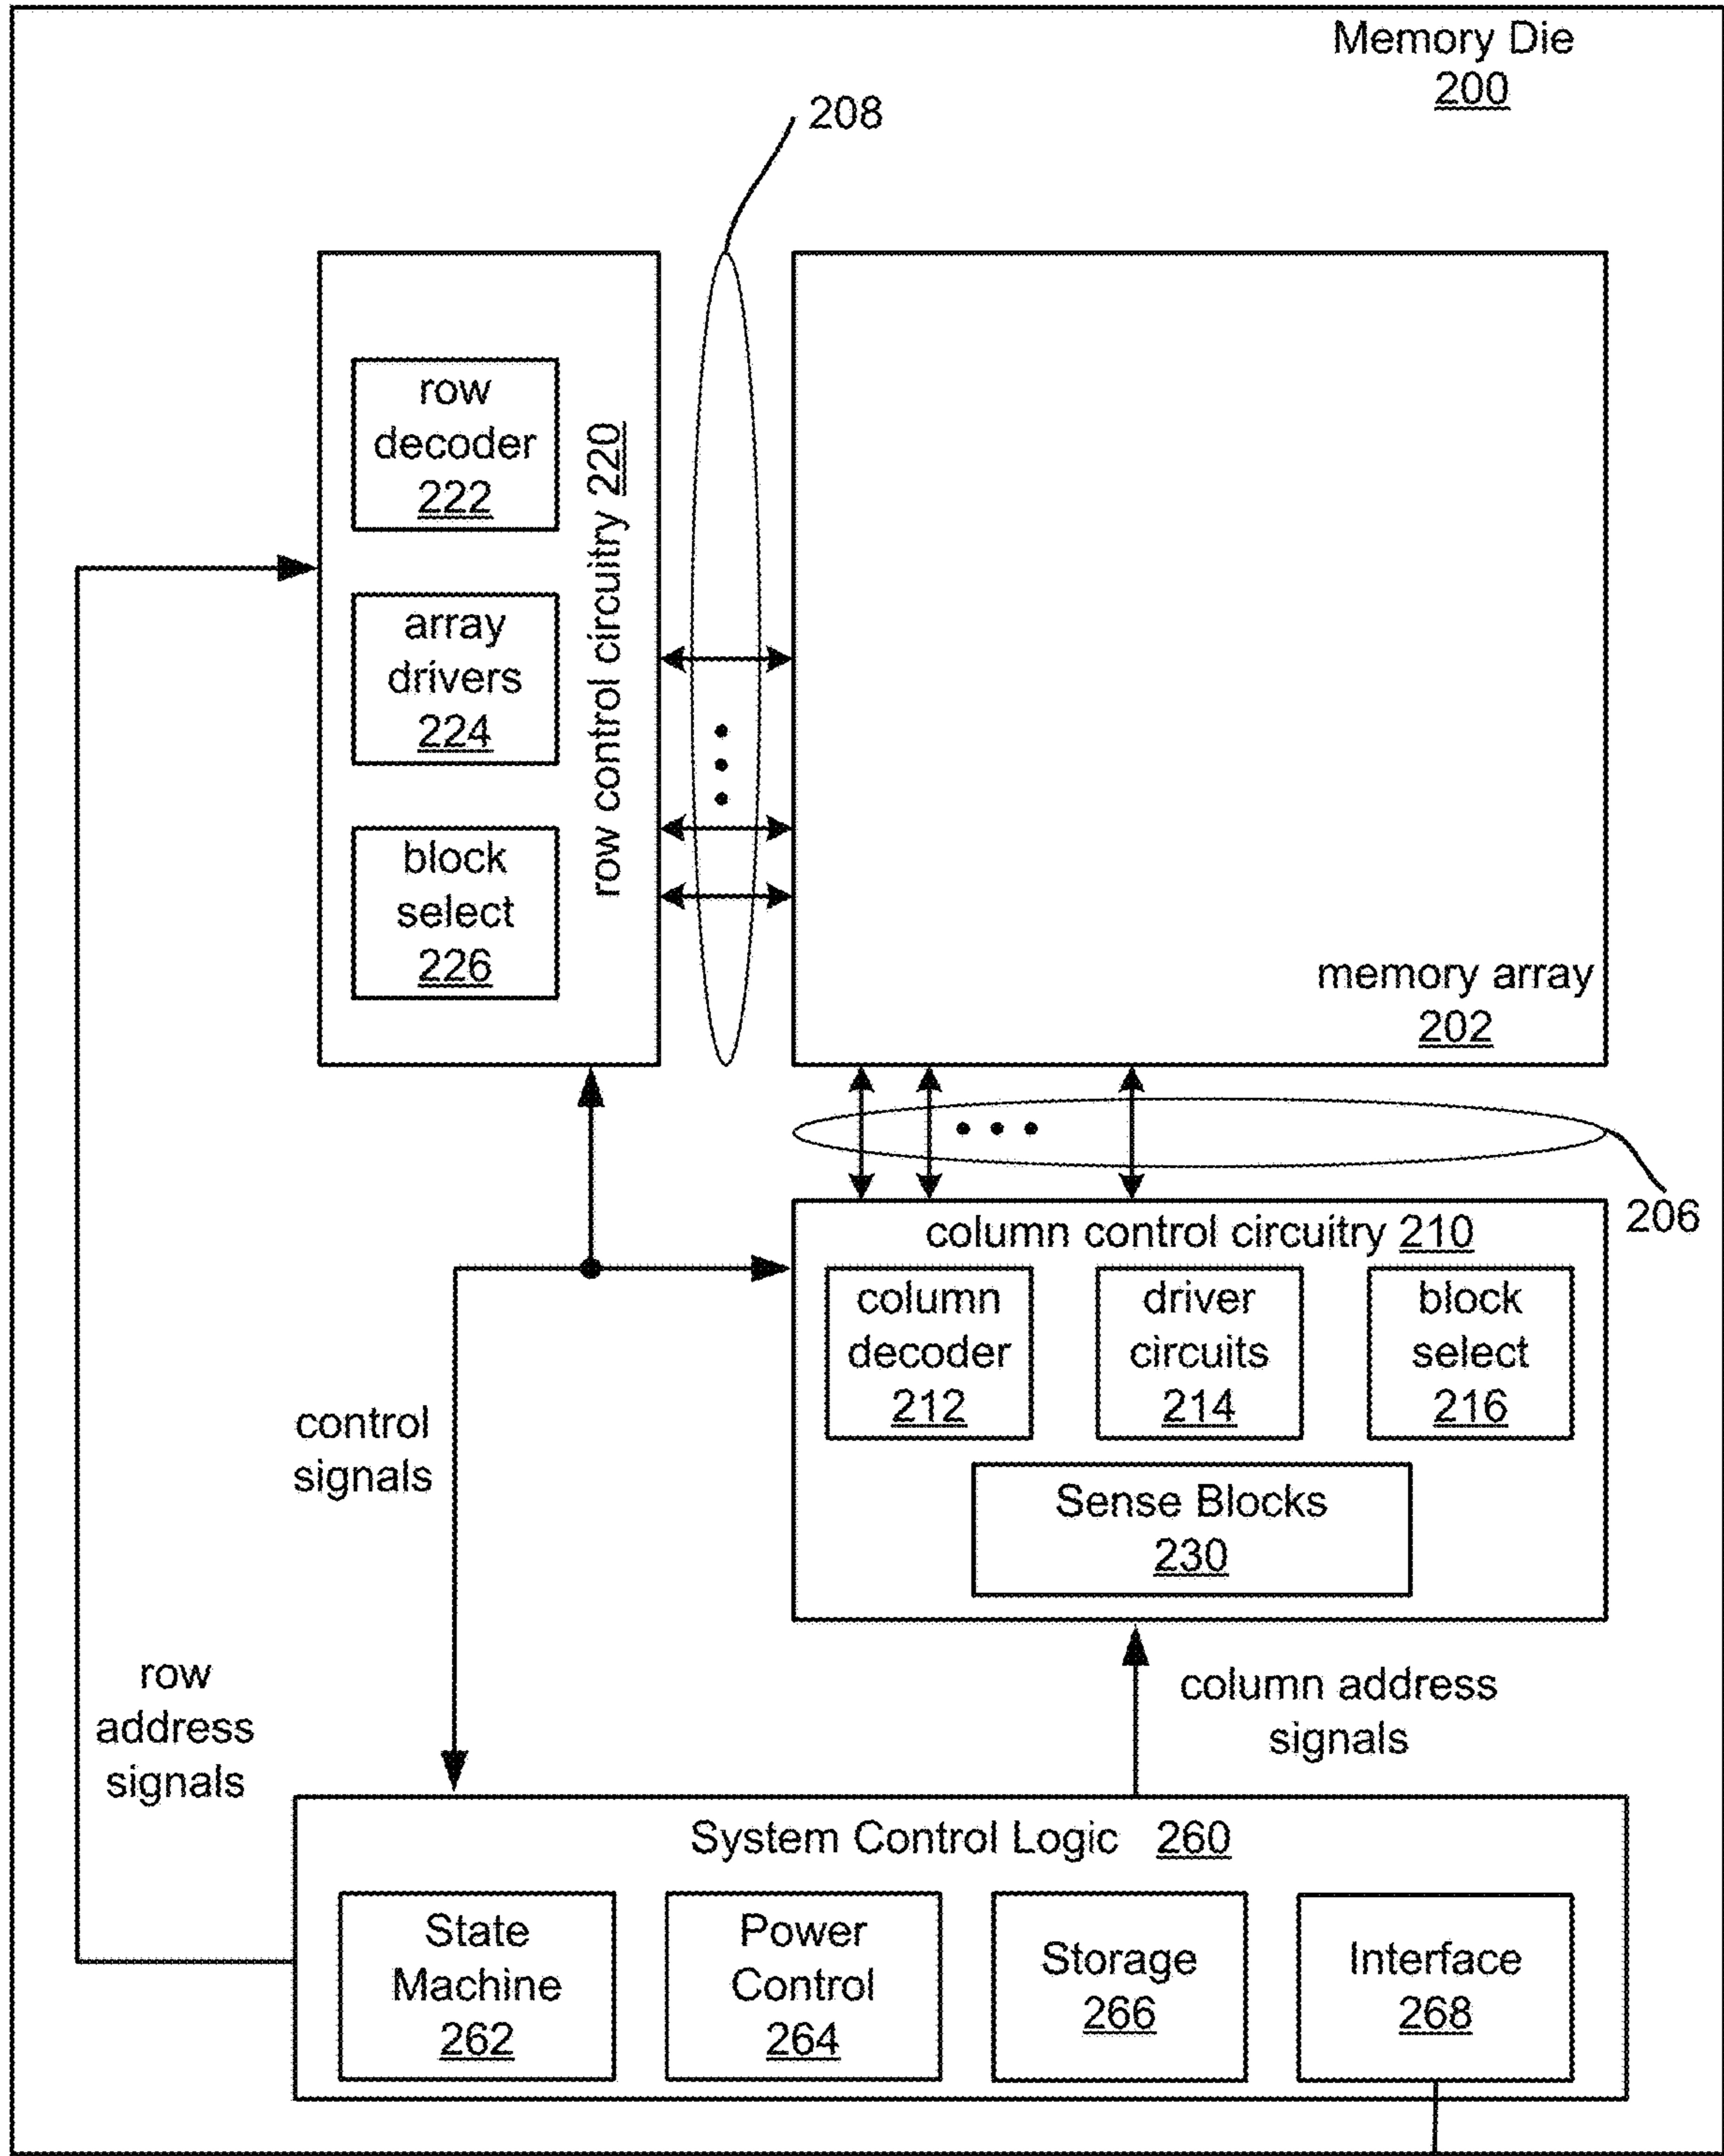 Memory Die
200
208
row
decoder
222
array
drivers
224
block
select
226
row control circuitry 220
memory array
202
206
column control circuitry 210
column
decoder
212
driver
circuits
214
block
select
216
Sense Blocks
230
control
signals
row
address
signals
column address
signals
System Control Logic 260
State
Machine
262
Power
Control
264
Storage
266
Interface
268